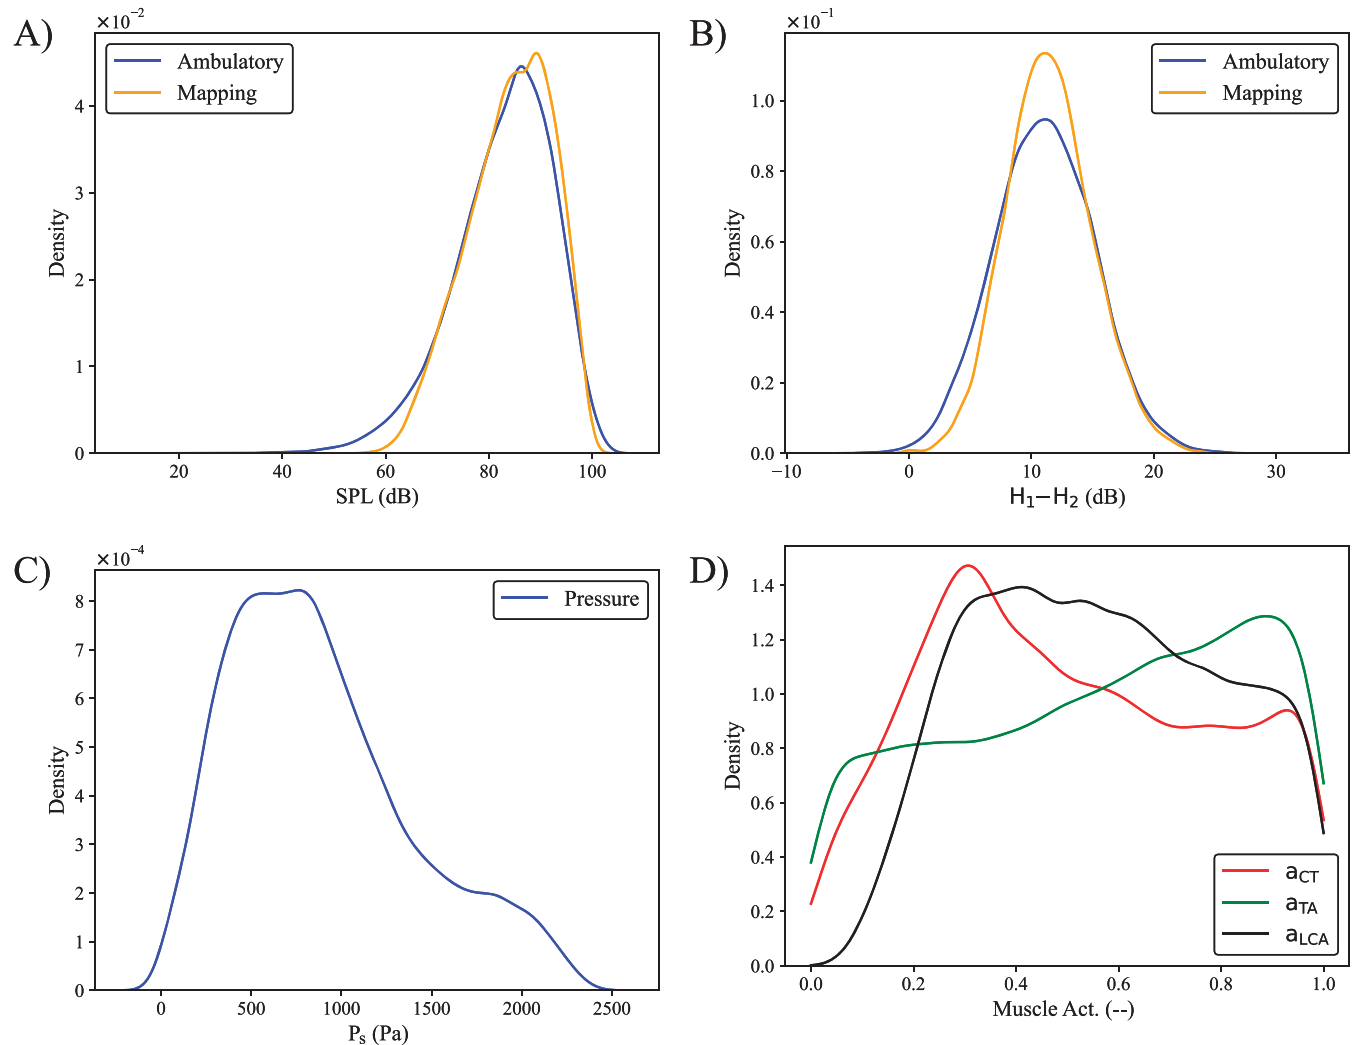 A)
×10⁻²
Ambulatory
Mapping
4
3
2
1
0
Density
20 40 60 80 100
SPL (dB)
B)
×10⁻¹
Ambulatory
Mapping
1.0
0.8
0.6
0.4
0.2
0.0
Density
−10 0 10 20 30
H₁−H₂ (dB)
C)
×10⁻⁴
Pressure
8
7
6
5
4
3
2
1
0
Density
0 500 1000 1500 2000 2500
Pₛ (Pa)
D)
1.4
1.2
1.0
0.8
0.6
0.4
0.2
0.0
Density
a_CT
a_TA
a_LCA
0.0 0.2 0.4 0.6 0.8 1.0
Muscle Act. (--)